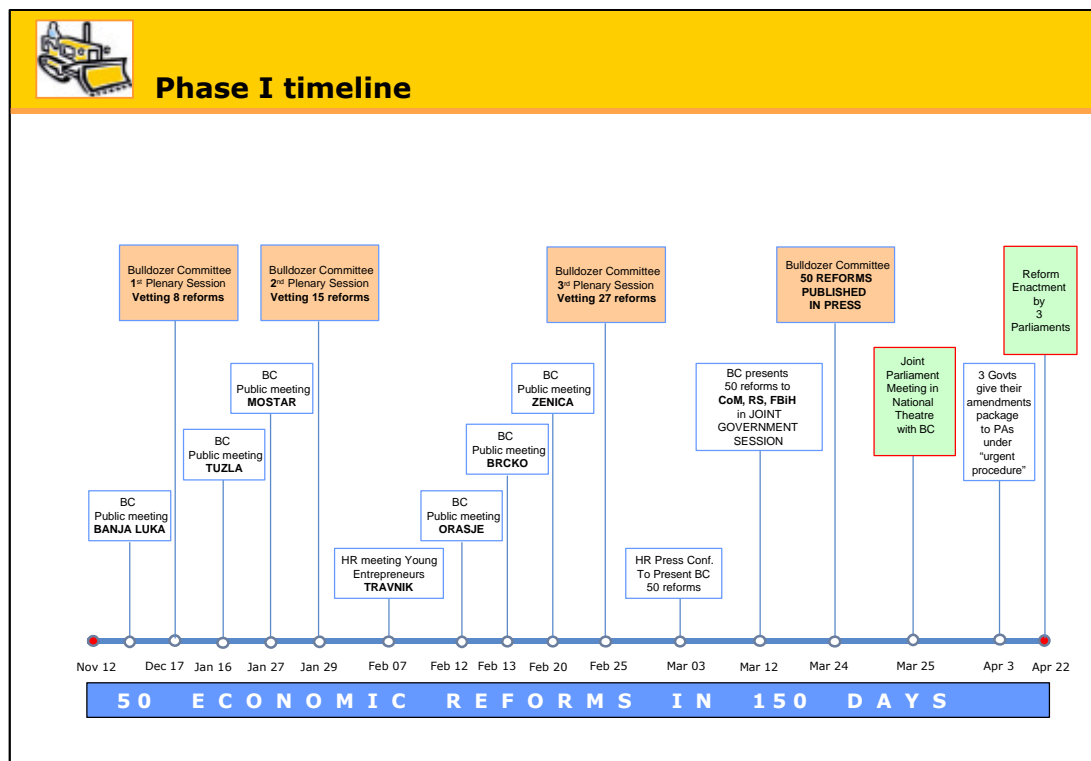 Phase I timeline
Bulldozer Committee
1st Plenary Session
Vetting 8 reforms
Bulldozer Committee
2nd Plenary Session
Vetting 15 reforms
Bulldozer Committee
3rd Plenary Session
Vetting 27 reforms
Bulldozer Committee
50 REFORMS
PUBLISHED
IN PRESS
Reform
Enactment
by
3
Parliaments
BC
Public meeting
MOSTAR
BC
Public meeting
ZENICA
BC presents
50 reforms to
CoM, RS, FBiH
in JOINT
GOVERNMENT
SESSION
Joint
Parliament
Meeting in
National
Theatre
with BC
3 Govts
give their
amendments
package
to PAs
under
“urgent
procedure”
BC
Public meeting
TUZLA
BC
Public meeting
BRCKO
BC
Public meeting
BANJA LUKA
BC
Public meeting
ORASJE
HR meeting Young
Entrepreneurs
TRAVNIK
HR Press Conf.
To Present BC
50 reforms
Nov 12
Dec 17
Jan 16
Jan 27
Jan 29
Feb 07
Feb 12
Feb 13
Feb 20
Feb 25
Mar 03
Mar 12
Mar 24
Mar 25
Apr 3
Apr 22
50 ECONOMIC REFORMS IN 150 DAYS